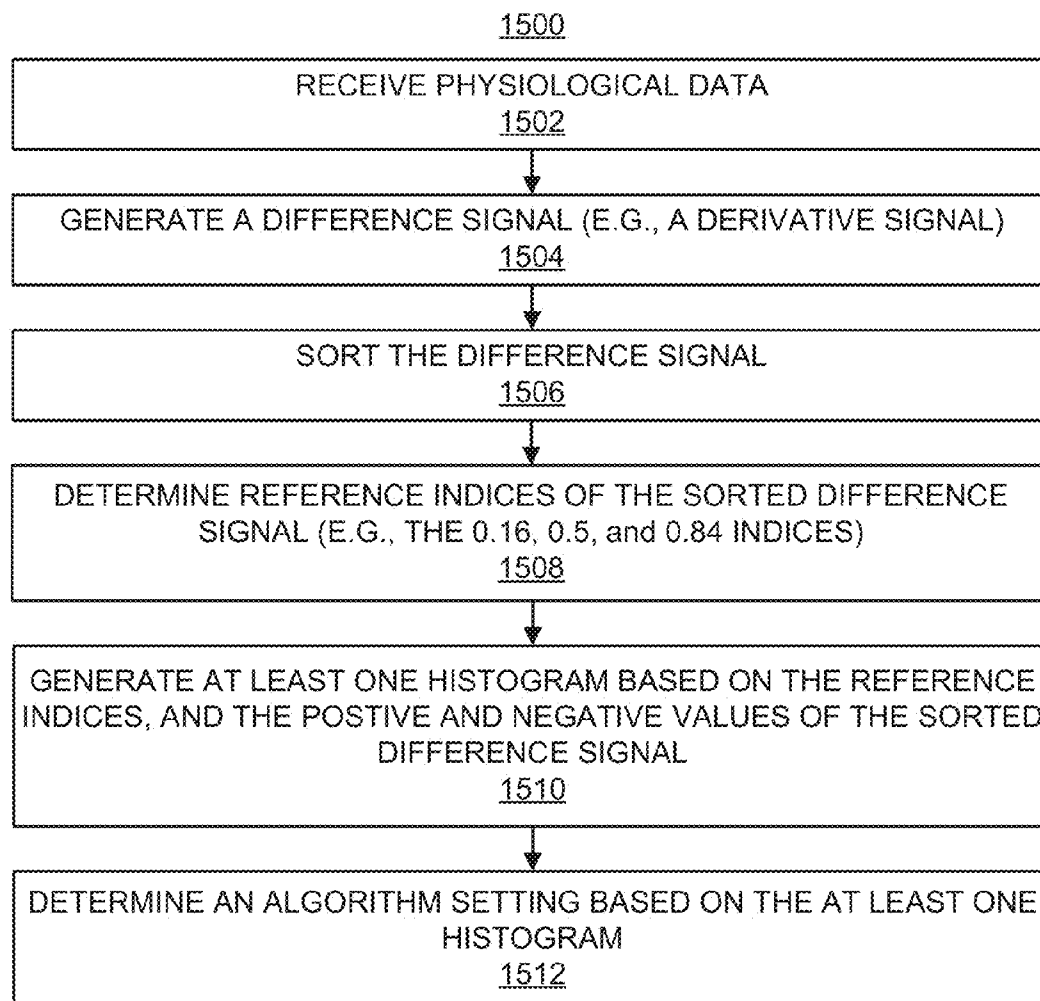 1500
RECEIVE PHYSIOLOGICAL DATA
1502
GENERATE A DIFFERENCE SIGNAL (E.G., A DERIVATIVE SIGNAL)
1504
SORT THE DIFFERENCE SIGNAL
1506
DETERMINE REFERENCE INDICES OF THE SORTED DIFFERENCE
SIGNAL (E.G., THE 0.16, 0.5, and 0.84 INDICES)
1508
GENERATE AT LEAST ONE HISTOGRAM BASED ON THE REFERENCE
INDICES, AND THE POSTIVE AND NEGATIVE VALUES OF THE SORTED
DIFFERENCE SIGNAL
1510
DETERMINE AN ALGORITHM SETTING BASED ON THE AT LEAST ONE
HISTOGRAM
1512